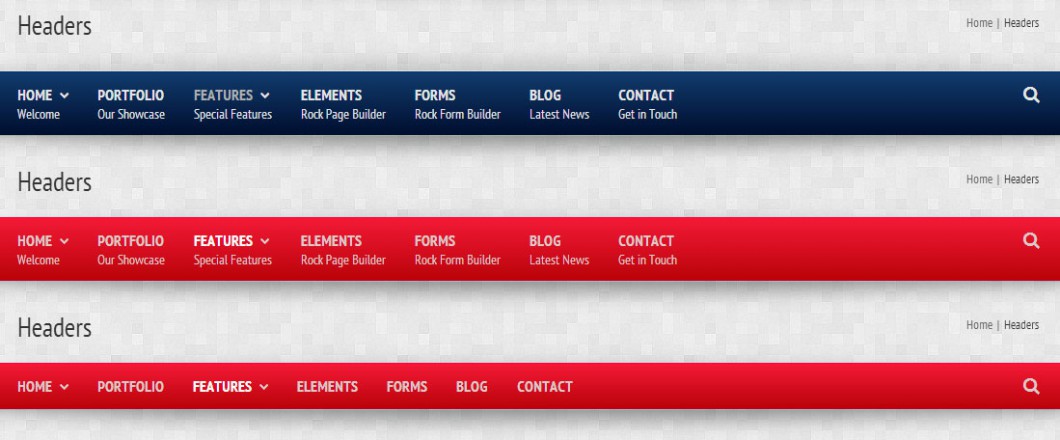 Headers
Home | Headers
HOME PORTFOLIO FEATURES ELEMENTS FORMS BLOG CONTACT
Welcome Our Showcase Special Features Rock Page Builder Rock Form Builder Latest News Get in Touch
Headers
Home | Headers
HOME PORTFOLIO FEATURES ELEMENTS FORMS BLOG CONTACT
Welcome Our Showcase Special Features Rock Page Builder Rock Form Builder Latest News Get in Touch
Headers
Home | Headers
HOME PORTFOLIO FEATURES ELEMENTS FORMS BLOG CONTACT